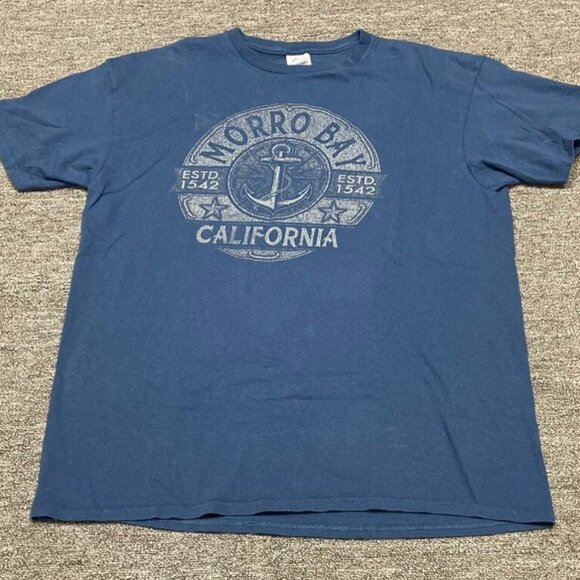 MORRO BAY
ESTD. ESTD.
1542 1542
CALIFORNIA